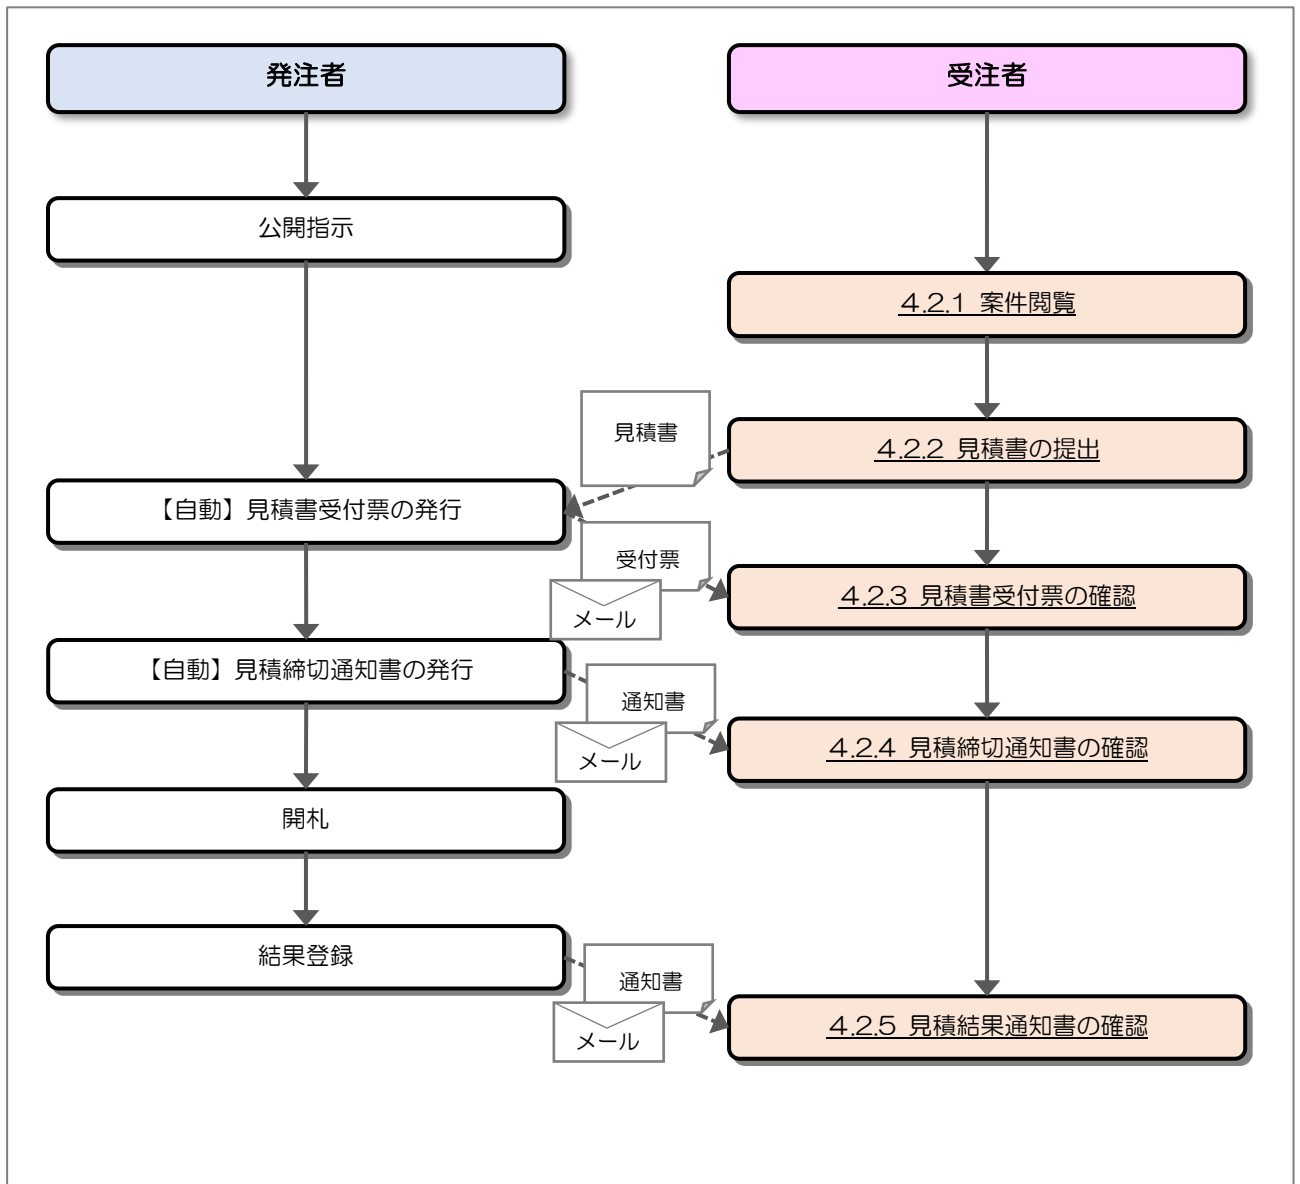 発注者
受注者
公開指示
４.２.１ 案件閲覧
見積書
４.２.２ 見積書の提出
【自動】見積書受付票の発行
受付票
メール
４.２.３ 見積書受付票の確認
【自動】見積締切通知書の発行
通知書
メール
４.２.４ 見積締切通知書の確認
開札
結果登録
通知書
メール
４.２.５ 見積結果通知書の確認